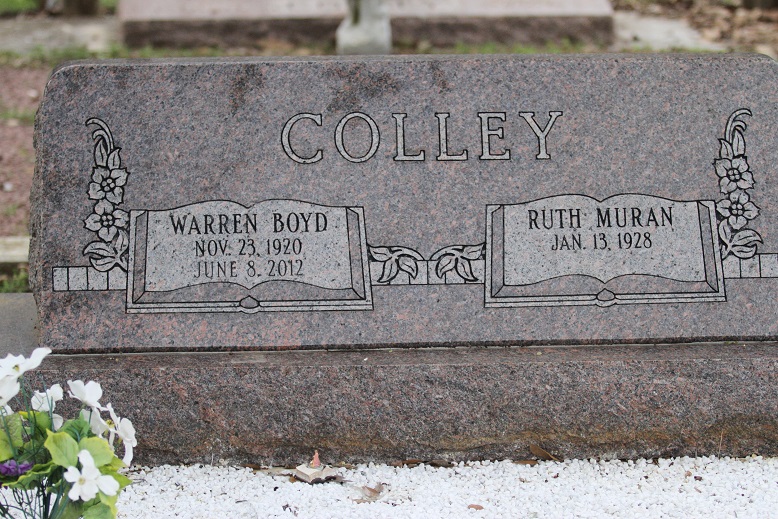 COLLEY
WARREN BOYD
NOV. 23, 1920
JUNE 8, 2012
RUTH MURAN
JAN. 13, 1928